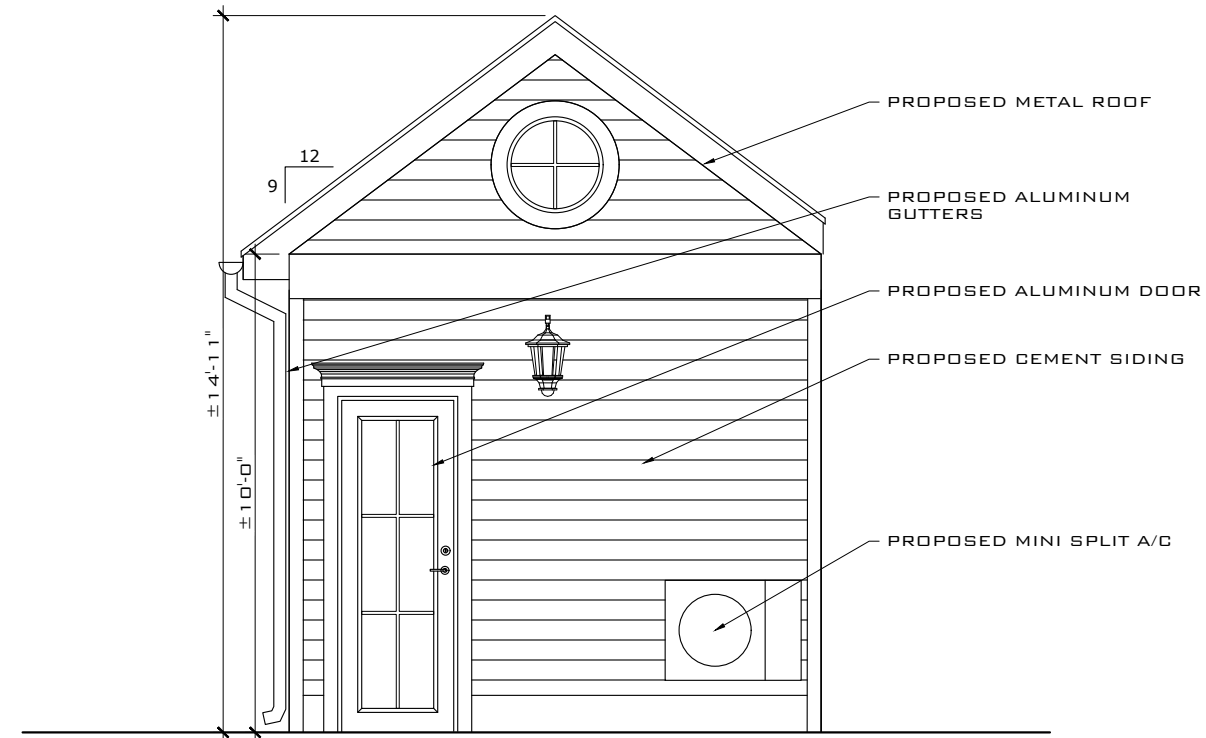 PROPOSED METAL ROOF
12
9
PROPOSED ALUMINUM
GUTTERS
PROPOSED ALUMINUM DOOR
±14'-11"
PROPOSED CEMENT SIDING
±10'-0"
PROPOSED MINI SPLIT A/C